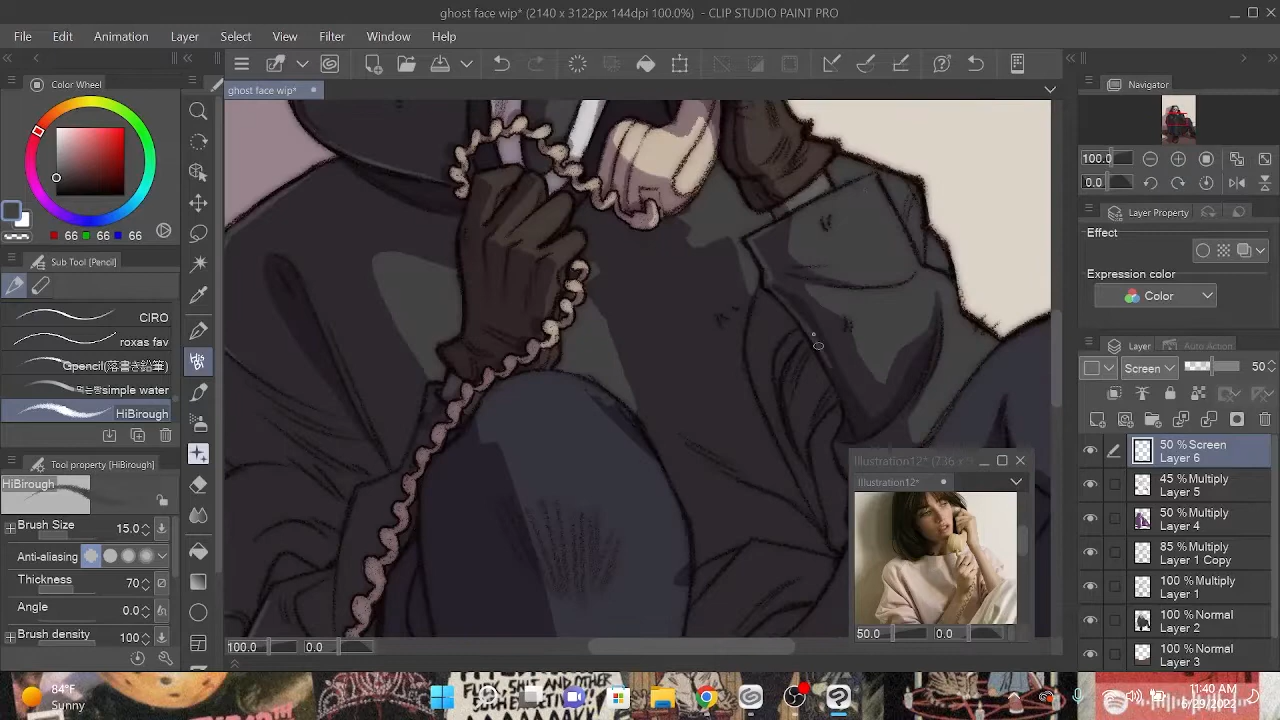 ghost face wip* (2140 x 3122px 144dpi 100.0%) - CLIP STUDIO PAINT PRO
File Edit Animation Layer Select View Filter Window Help
Color Wheel
ghost face wip*
Navigator
100.0
0.0
66 66 66
Sub Tool [Pencil]
CIRO
roxas fav
simple water
HiBirough
Tool property [HiBirough]
HiBirough
Brush Size 15.0
Anti-aliasing
Thickness 70
Angle 0.0
Brush density 100
Layer Property
Effect
Expression color
Color
Layer Auto Action
Screen 50
50 % Screen
Layer 6
45 % Multiply
Layer 5
50 % Multiply
Layer 4
85 % Multiply
Layer 1 Copy
100 % Multiply
Layer 1
100 % Normal
Layer 2
100 % Normal
Layer 3
Illustration12* (736 x
Illustration12*
50.0 0.0
100.0 0.0
84°F
Sunny
11:40 AM
6/29/2022